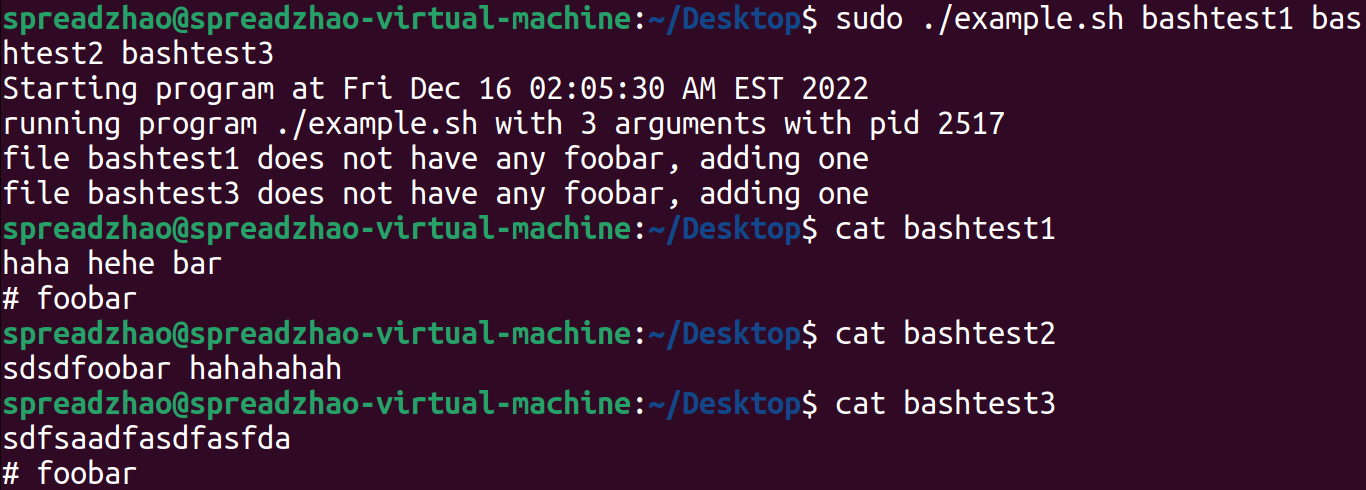 spreadzhao@spreadzhao-virtual-machine:~/Desktop$ sudo ./example.sh bashtest1 bas
htest2 bashtest3
Starting program at Fri Dec 16 02:05:30 AM EST 2022
running program ./example.sh with 3 arguments with pid 2517
file bashtest1 does not have any foobar, adding one
file bashtest3 does not have any foobar, adding one
spreadzhao@spreadzhao-virtual-machine:~/Desktop$ cat bashtest1
haha hehe bar
# foobar
spreadzhao@spreadzhao-virtual-machine:~/Desktop$ cat bashtest2
sdsdfoobar hahahahah
spreadzhao@spreadzhao-virtual-machine:~/Desktop$ cat bashtest3
sdfsaadfasdfasfda
# foobar